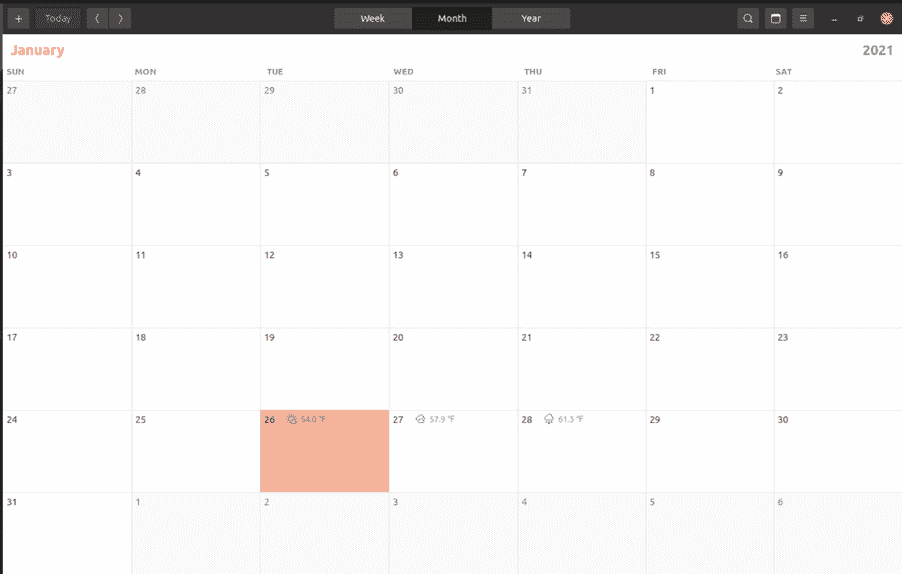 + Today Week Month Year
January 2021
SUN MON TUE WED THU FRI SAT
27 28 29 30 31 1 2
3 4 5 6 7 8 9
10 11 12 13 14 15 16
17 18 19 20 21 22 23
24 25 26 54.0 °F 27 57.9 °F 28 61.3 °F 29 30
31 1 2 3 4 5 6